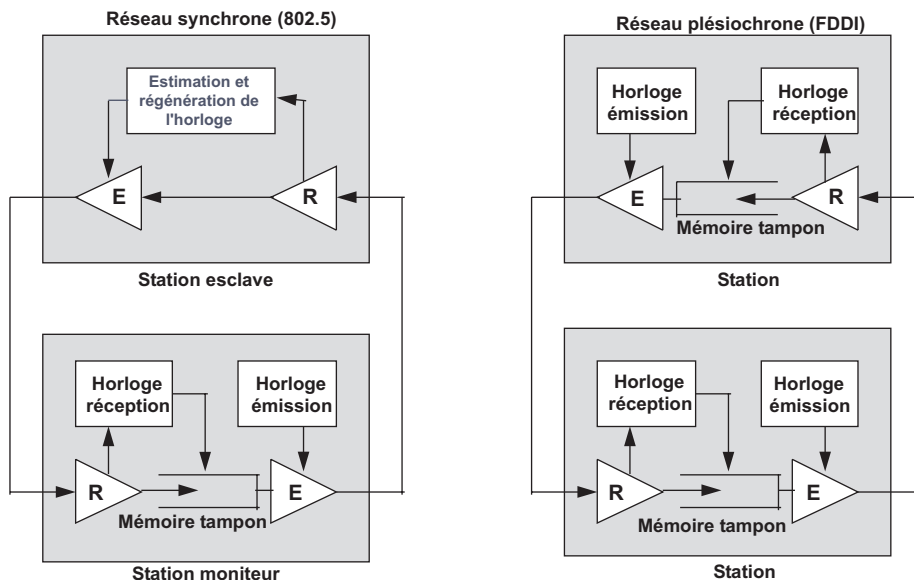 Réseau synchrone (802.5)
Estimation et
régénération de
l'horloge
E
R
Station esclave
Horloge
réception
Horloge
émission
R
E
Mémoire tampon
Station moniteur
Réseau plésiochrone (FDDI)
Horloge
émission
Horloge
réception
E
R
Mémoire tampon
Station
Horloge
réception
Horloge
émission
R
E
Mémoire tampon
Station